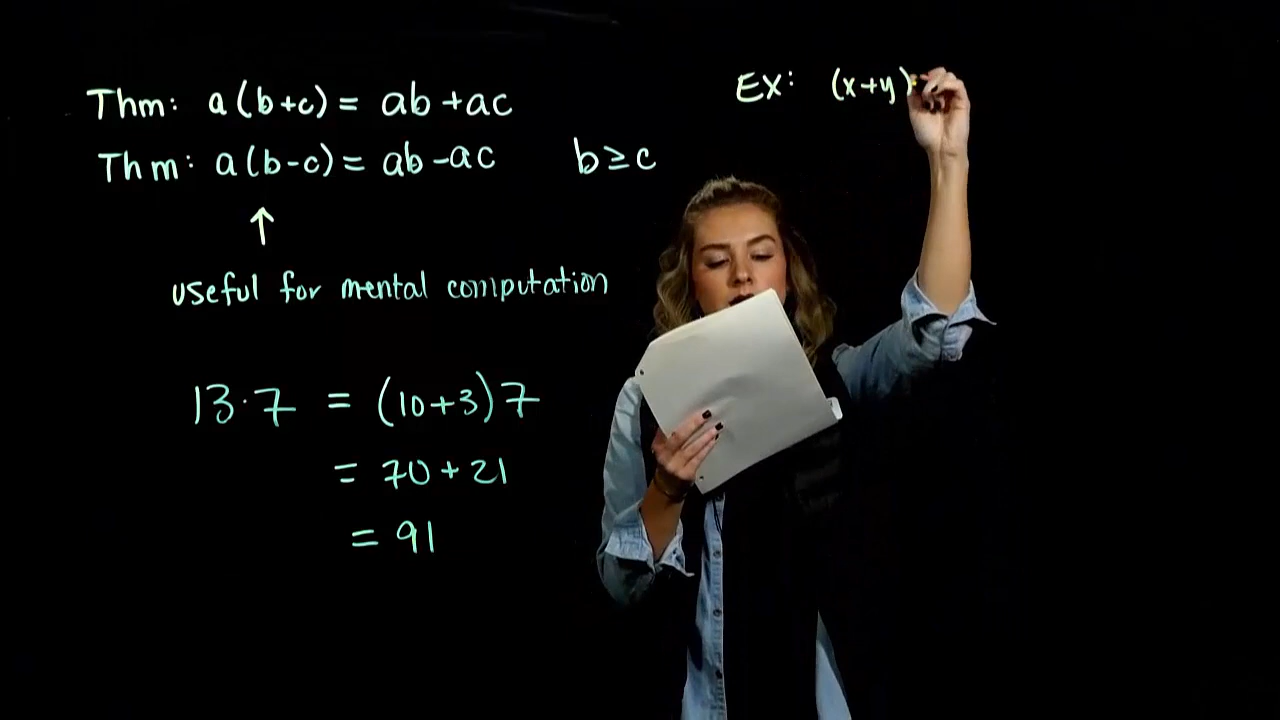 Thm: a(b+c) = ab+ac
Thm: a(b-c) = ab-ac b≥c
↑
useful for mental computation
13·7 = (10+3)7
= 70+21
= 91
EX: (x+y)